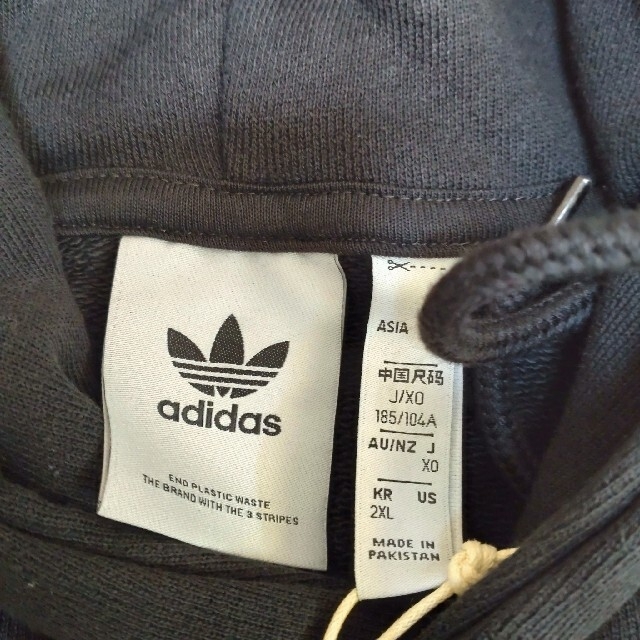 adidas
END PLASTIC WASTE
THE BRAND WITH THE 3 STRIPES
ASIA
中国尺码
J/XO
185/104A
AU/NZ J
XO
KR US
2XL
MADE IN
PAKISTAN